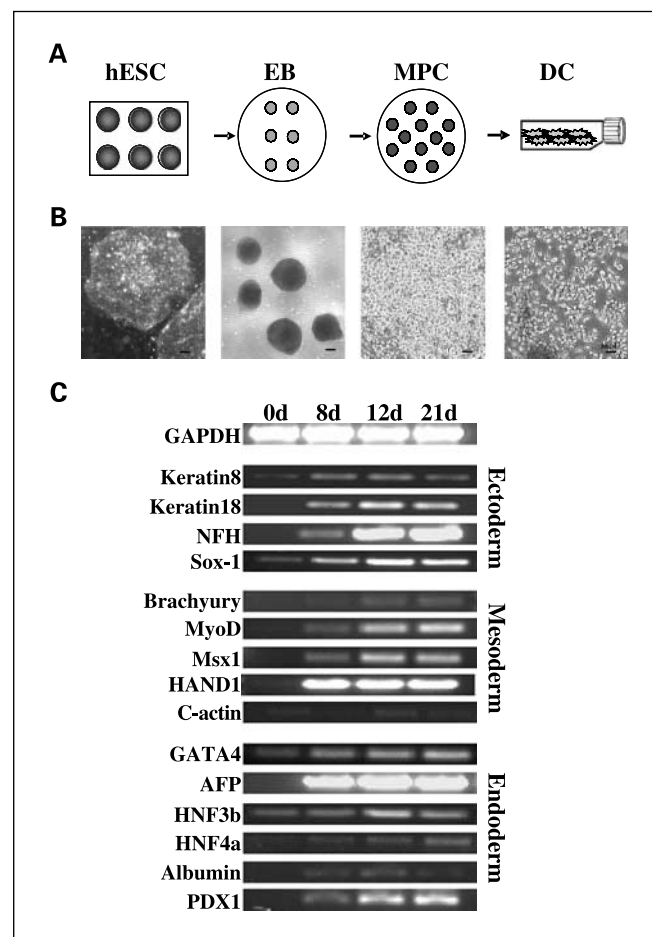 A
hESC EB MPC DC
B
C
0d 8d 12d 21d
GAPDH
Keratin8
Keratin18
NFH
Sox-1
Ectoderm
Brachyury
MyoD
Msx1
HAND1
C-actin
Mesoderm
GATA4
AFP
HNF3b
HNF4a
Albumin
PDX1
Endoderm